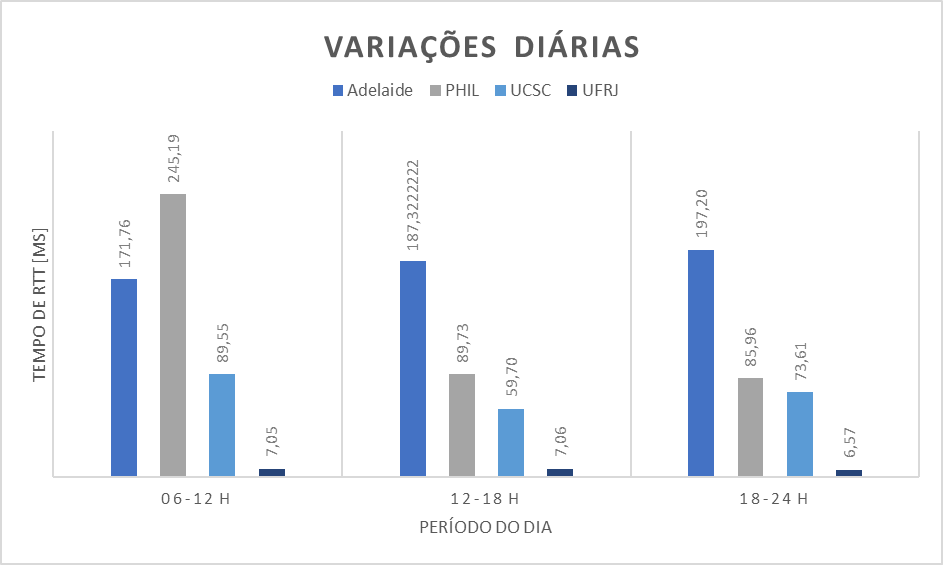 VARIAÇÕES DIÁRIAS
Adelaide PHIL UCSC UFRJ
TEMPO DE RTT [MS]
171,76
245,19
89,55
7,05
187,3222222
89,73
59,70
7,06
197,20
85,96
73,61
6,57
06-12 H
12-18 H
18-24 H
PERÍODO DO DIA